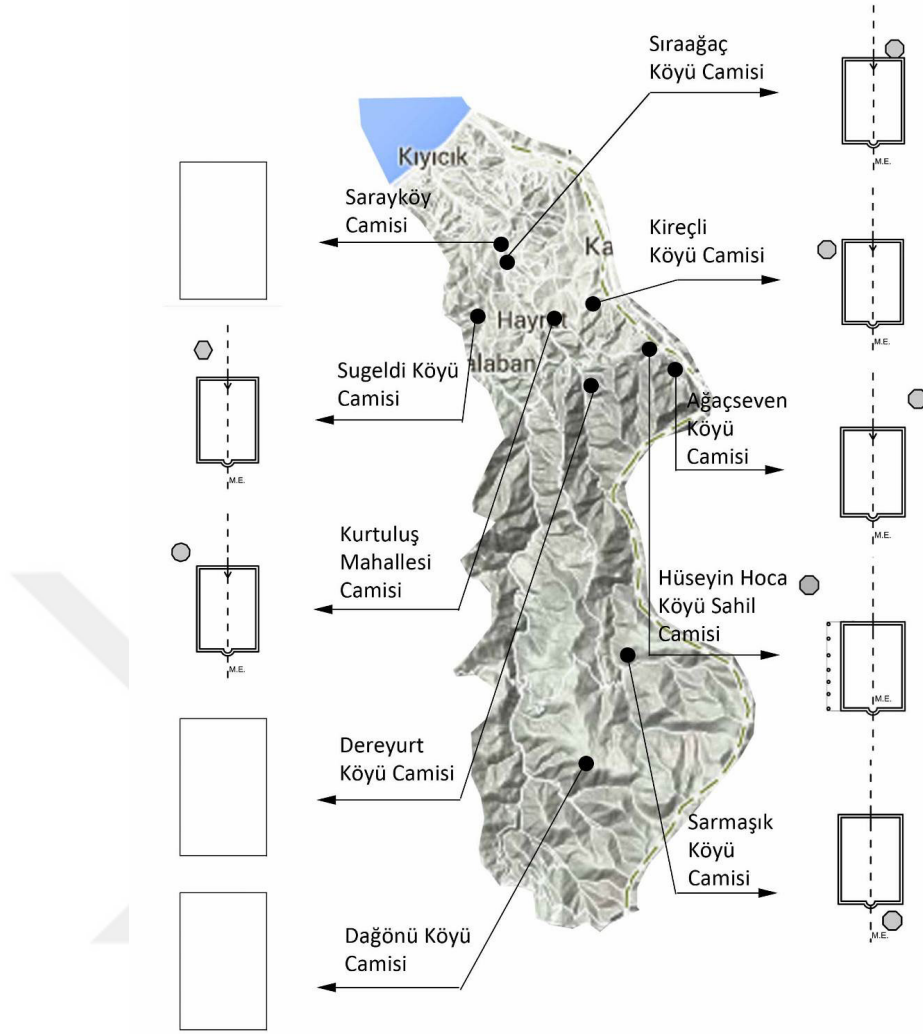 Sıraağaç
Köyü Camisi
Kıyıcık
Sarayköy
Camisi
Kireçli
Köyü Camisi
Ka
Hayrat
alaban
Sugeldi Köyü
Camisi
Ağaçseven
Köyü
Camisi
Kurtuluş
Mahallesi
Camisi
Hüseyin Hoca
Köyü Sahil
Camisi
Dereyurt
Köyü Camisi
Sarmaşık
Köyü
Camisi
Dağönü Köyü
Camisi
M.E.
M.E.
M.E.
M.E.
M.E.
M.E.
M.E.